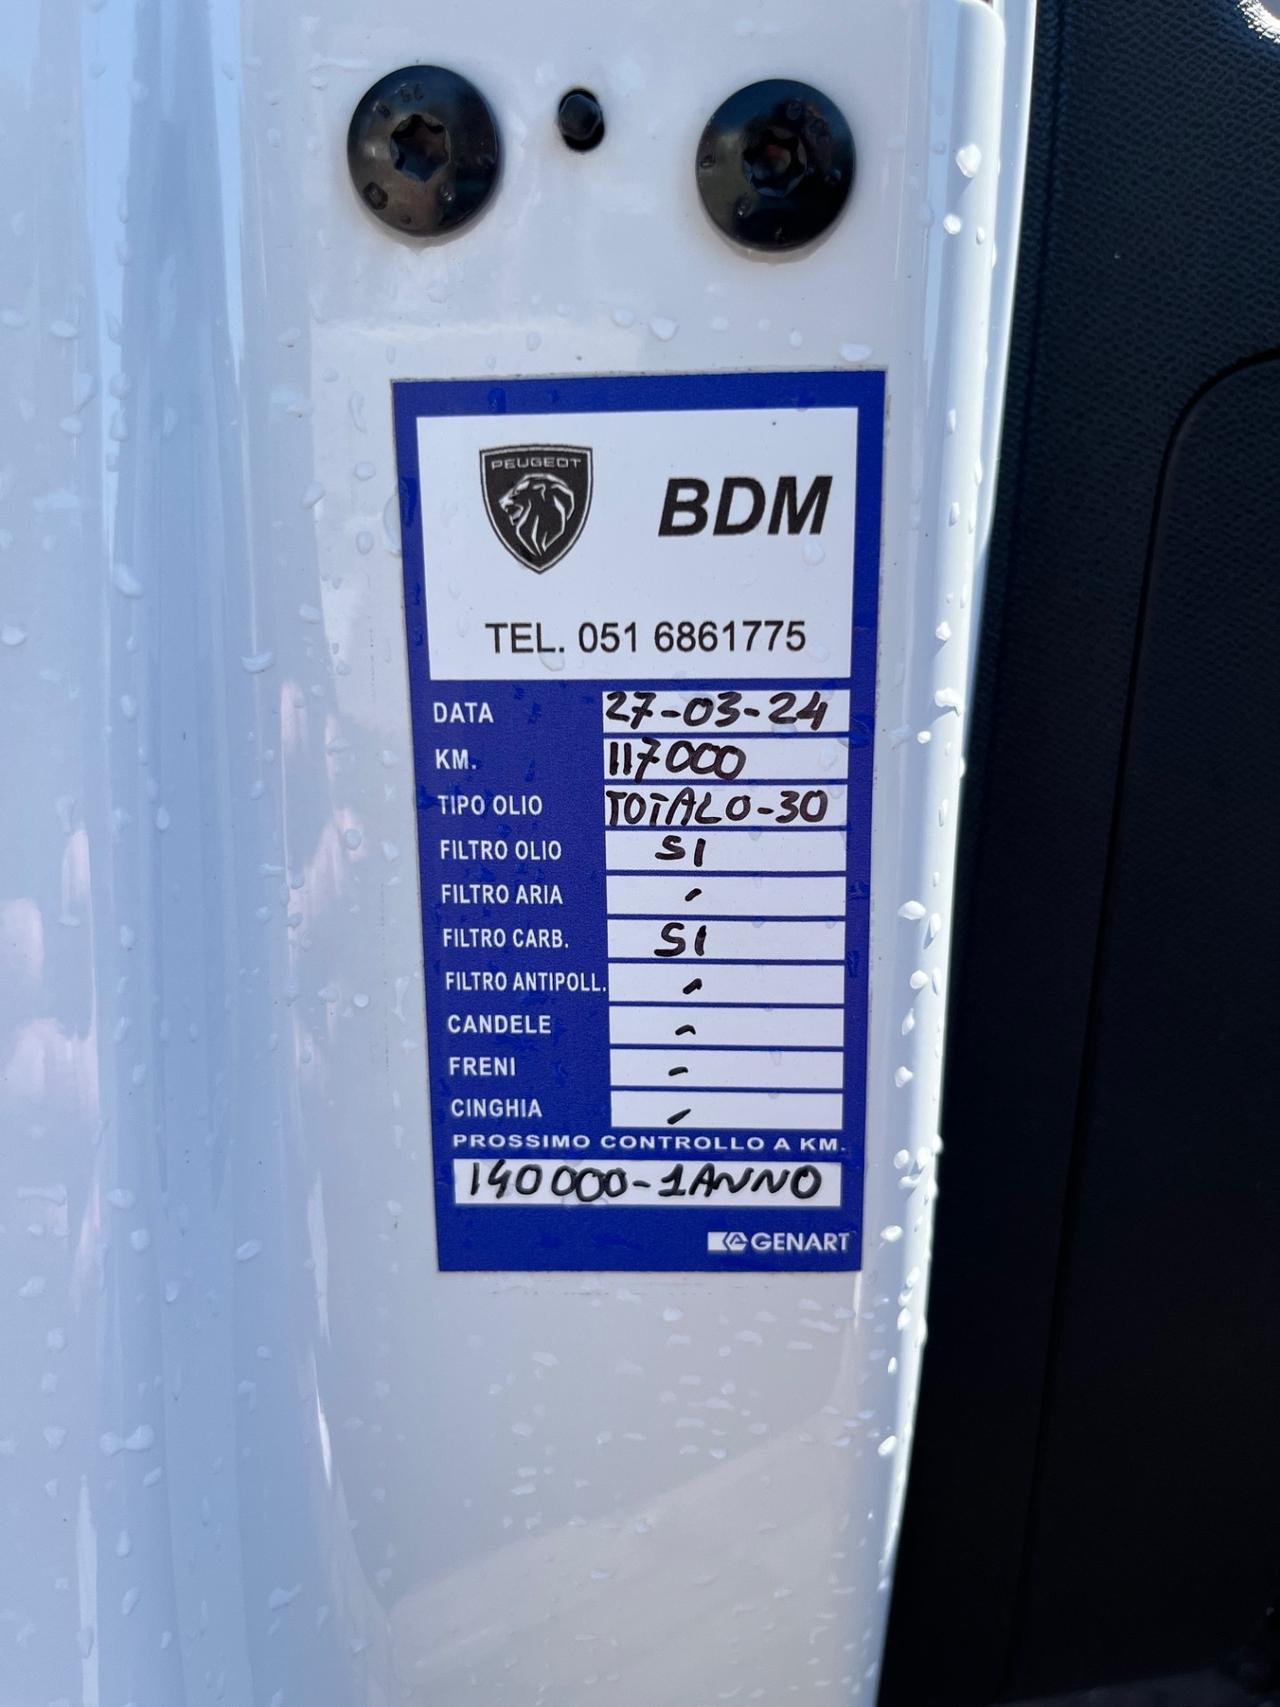 PEUGEOT
BDM
TEL. 051 6861775
DATA 27-03-24
KM. 117000
TIPO OLIO TOTAL 0-30
FILTRO OLIO SI
FILTRO ARIA -
FILTRO CARB. SI
FILTRO ANTIPOLL. -
CANDELE -
FRENI -
CINGHIA -
PROSSIMO CONTROLLO A KM.
140000-1ANNO
GENART